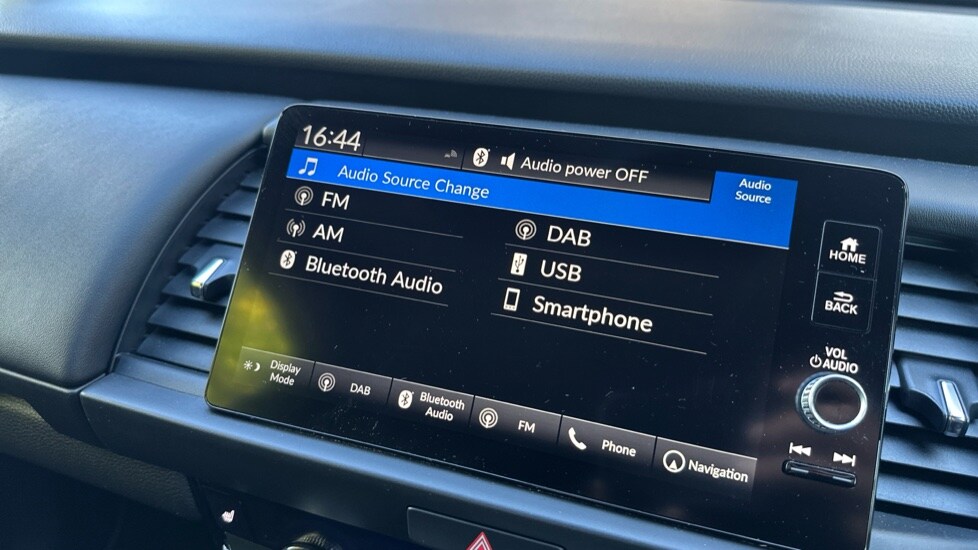 16:44
Audio power OFF
Audio Source Change
Audio
Source
FM
DAB
AM
USB
Bluetooth Audio
Smartphone
HOME
BACK
VOL
AUDIO
Display
Mode
DAB
Bluetooth
Audio
FM
Phone
Navigation